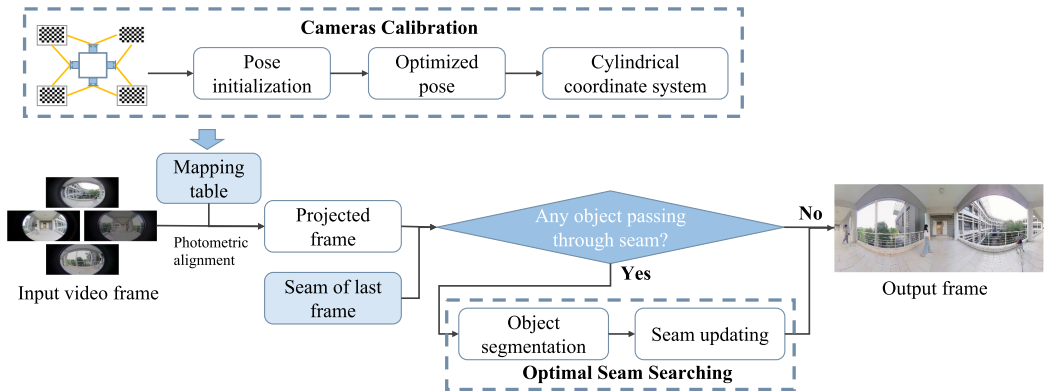 Cameras Calibration
Pose
initialization
Optimized
pose
Cylindrical
coordinate system
Mapping
table
Photometric
alignment
Input video frame
Projected
frame
Seam of last
frame
Any object passing
through seam?
No
Yes
Output frame
Object
segmentation
Seam updating
Optimal Seam Searching